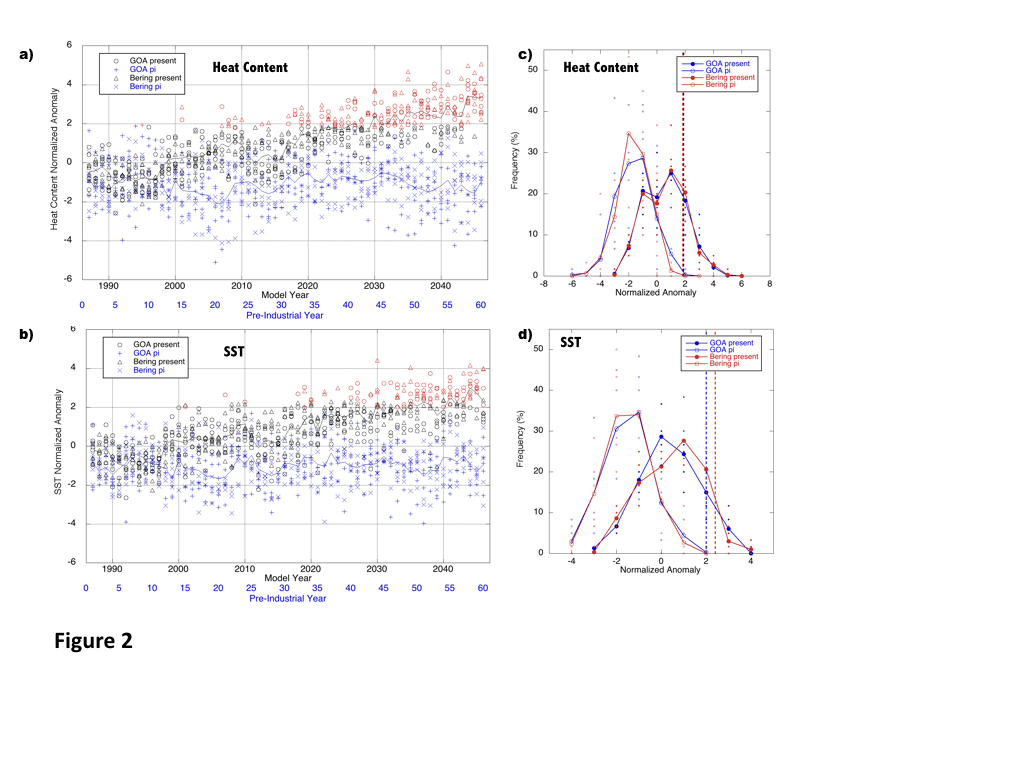 a)
Heat Content
GOA present
GOA pi
Bering present
Bering pi
Heat Content Normalized Anomaly
6
4
2
0
-2
-4
-6
1990 2000 2010 2020 2030 2040
Model Year
0 5 10 15 20 25 30 35 40 45 50 55 60
Pre-Industrial Year
b)
SST
GOA present
GOA pi
Bering present
Bering pi
SST Normalized Anomaly
6
4
2
0
-2
-4
-6
1990 2000 2010 2020 2030 2040
Model Year
0 5 10 15 20 25 30 35 40 45 50 55 60
Pre-Industrial Year
c)
Heat Content
GOA present
GOA pi
Bering present
Bering pi
Frequency (%)
50
40
30
20
10
0
-8 -6 -4 -2 0 2 4 6 8
Normalized Anomaly
d)
SST
GOA present
GOA pi
Bering present
Bering pi
Frequency (%)
50
40
30
20
10
0
-4 -2 0 2 4
Normalized Anomaly
Figure 2